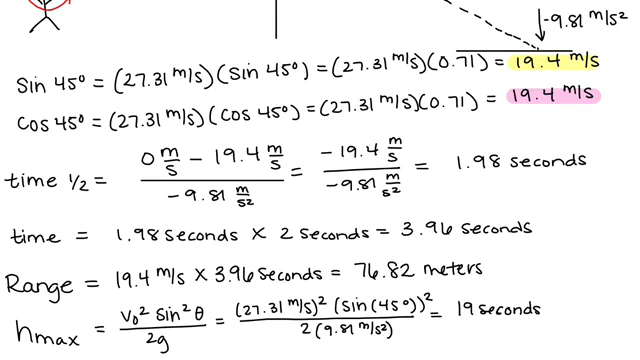 -9.81 m/s²
Sin 45° = (27.31 m/s)(sin 45°) = (27.31 m/s)(0.71) = 19.4 m/s
Cos 45° = (27.31 m/s)(cos 45°) = (27.31 m/s)(0.71) = 19.4 m/s
time 1/2 = (0 m/s - 19.4 m/s) / (-9.81 m/s²) = (-19.4 m/s) / (-9.81 m/s²) = 1.98 seconds
time = 1.98 seconds × 2 seconds = 3.96 seconds
Range = 19.4 m/s × 3.96 seconds = 76.82 meters
hmax = (v₀² sin²θ) / (2g) = ((27.31 m/s)² (sin(45°))²) / (2(9.81 m/s²)) = 19 seconds